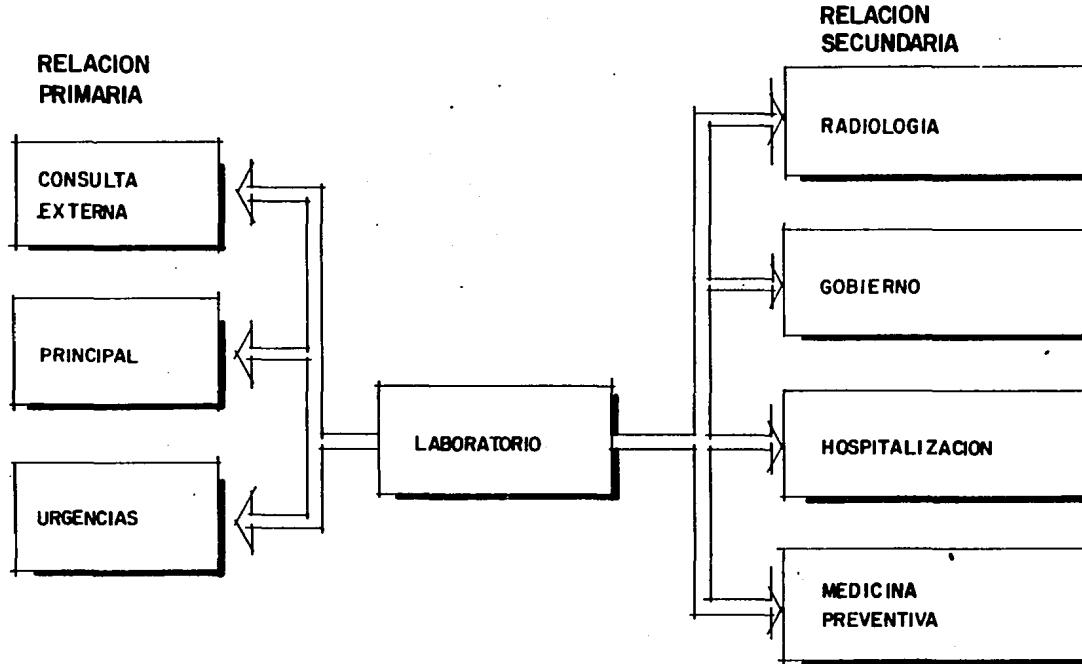 RELACION
PRIMARIA
CONSULTA
EXTERNA
PRINCIPAL
URGENCIAS
LABORATORIO
RELACION
SECUNDARIA
RADIOLOGIA
GOBIERNO
HOSPITALIZACION
MEDICINA
PREVENTIVA